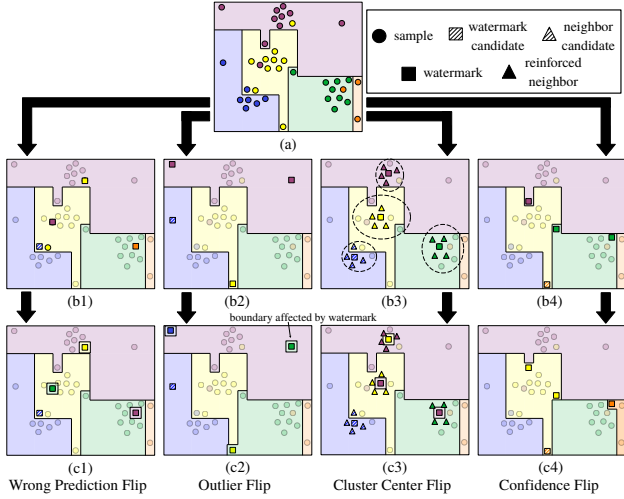 sample
watermark
candidate
neighbor
candidate
watermark
reinforced
neighbor
(a)
(b1)
(b2)
(b3)
(b4)
boundary affected by watermark
(c1)
(c2)
(c3)
(c4)
Wrong Prediction Flip
Outlier Flip
Cluster Center Flip
Confidence Flip